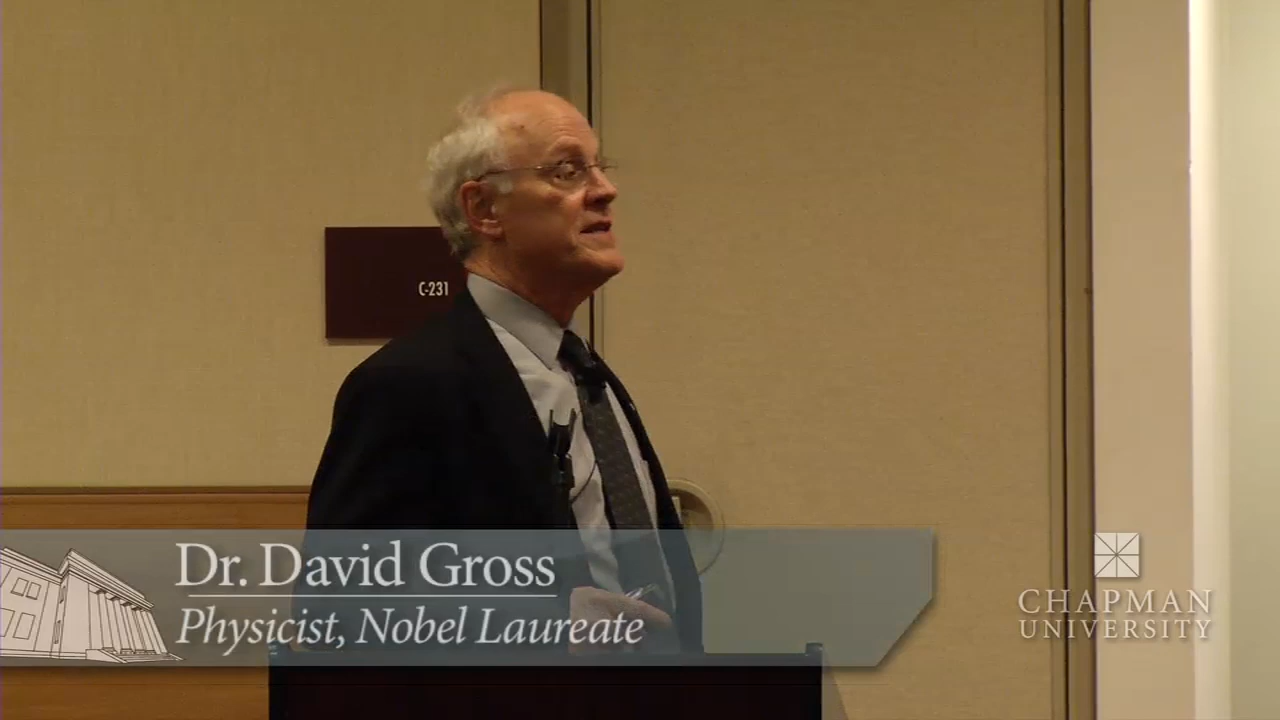 C-231
Dr. David Gross
Physicist, Nobel Laureate
CHAPMAN
UNIVERSITY